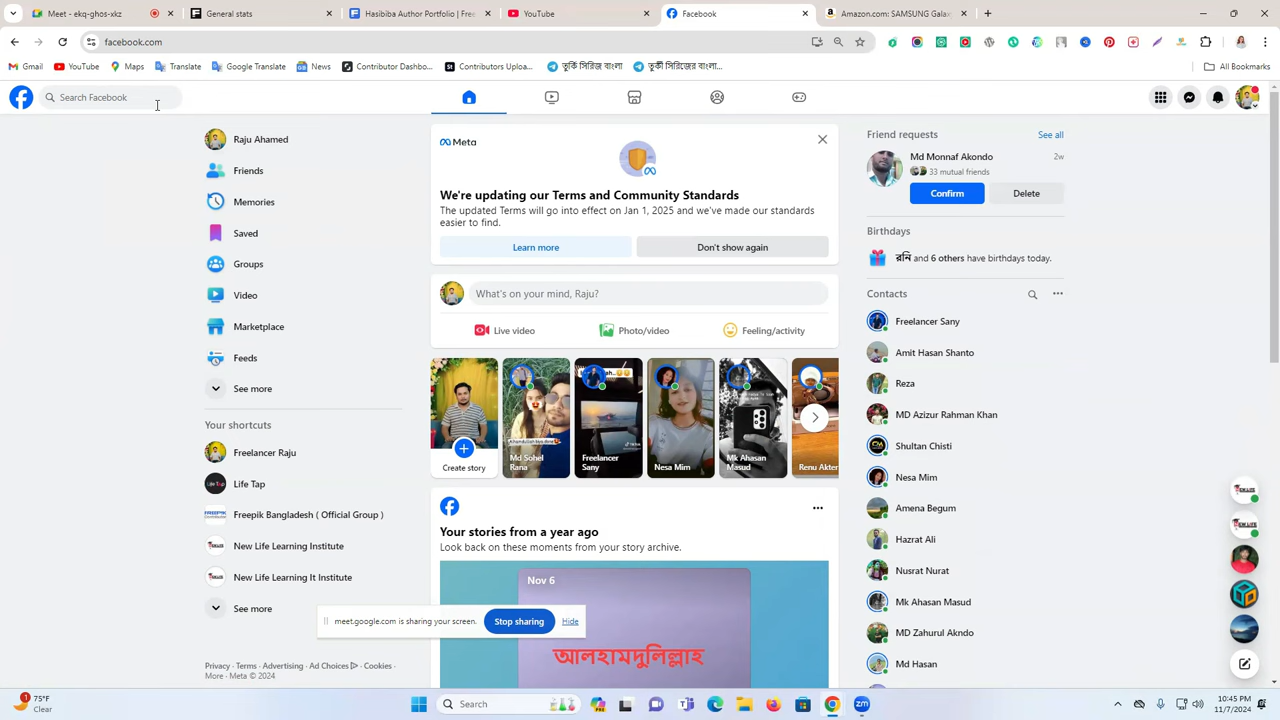 Meet - ekq-yhos-xkz
General stats
Hasibiba Author Portfolio | Free
YouTube
Facebook
Amazon.com: SAMSUNG Galax
facebook.com
Gmail
YouTube
Maps
Translate
Google Translate
News
Contributor Dashbo...
Contributors Uploa...
তুর্কি সিরিজ বাংলা
তুর্কী সিরিজের বাংলা...
All Bookmarks
Search Facebook
Raju Ahamed
Friends
Memories
Saved
Groups
Video
Marketplace
Feeds
See more
Your shortcuts
Freelancer Raju
Life Tap
Freepik Bangladesh ( Official Group )
New Life Learning Institute
New Life Learning It Institute
See more
Privacy · Terms · Advertising · Ad Choices · Cookies ·
More · Meta © 2024
Meta
We're updating our Terms and Community Standards
The updated Terms will go into effect on Jan 1, 2025 and we've made our standards
easier to find.
Learn more
Don't show again
What's on your mind, Raju?
Live video
Photo/video
Feeling/activity
Create story
Md Sohel
Rana
Freelancer
Sany
Nesa Mim
Mk Ahasan
Masud
Renu Akter
Your stories from a year ago
Look back on these moments from your story archive.
Nov 6
আলহামদুলিল্লাহ
meet.google.com is sharing your screen.
Stop sharing
Hide
Friend requests
See all
Md Monnaf Akondo
2w
33 mutual friends
Confirm
Delete
Birthdays
রনি and 6 others have birthdays today.
Contacts
Freelancer Sany
Amit Hasan Shanto
Reza
MD Azizur Rahman Khan
Shultan Chisti
Nesa Mim
Amena Begum
Hazrat Ali
Nusrat Nurat
Mk Ahasan Masud
MD Zahurul Akndo
Md Hasan
1
75°F
Clear
Search
10:45 PM
11/7/2024